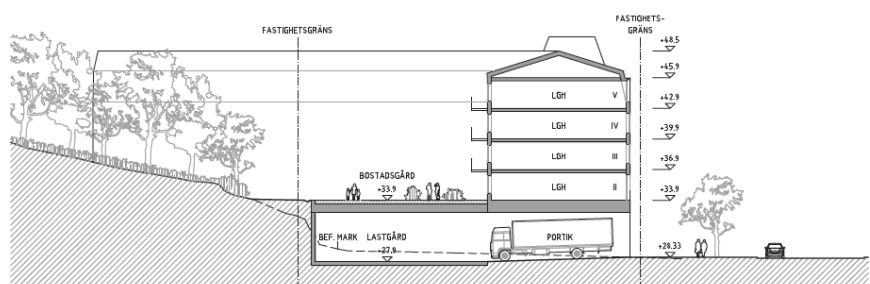 FASTIGHETSGRÄNS
FASTIGHETS-
GRÄNS
+48.5
+45.9
LGH V
+42.9
LGH IV
+39.9
LGH III
+36.9
BOSTADSGÅRD
+33.9
LGH II
+33.9
BEF. MARK LASTGÅRD
+27.9
PORTIK
+28.33